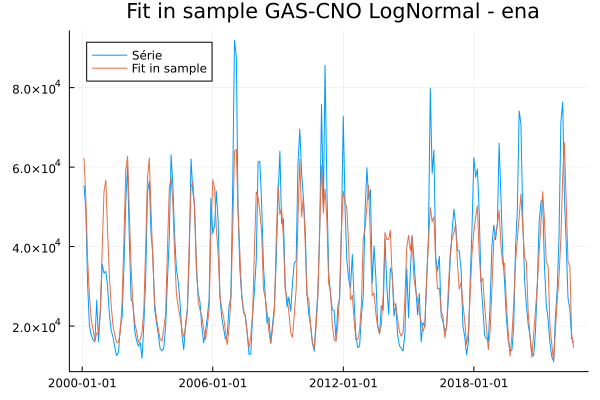 Fit in sample GAS-CNO LogNormal - ena
Série
Fit in sample
8.0×10⁴
6.0×10⁴
4.0×10⁴
2.0×10⁴
2000-01-01 2006-01-01 2012-01-01 2018-01-01